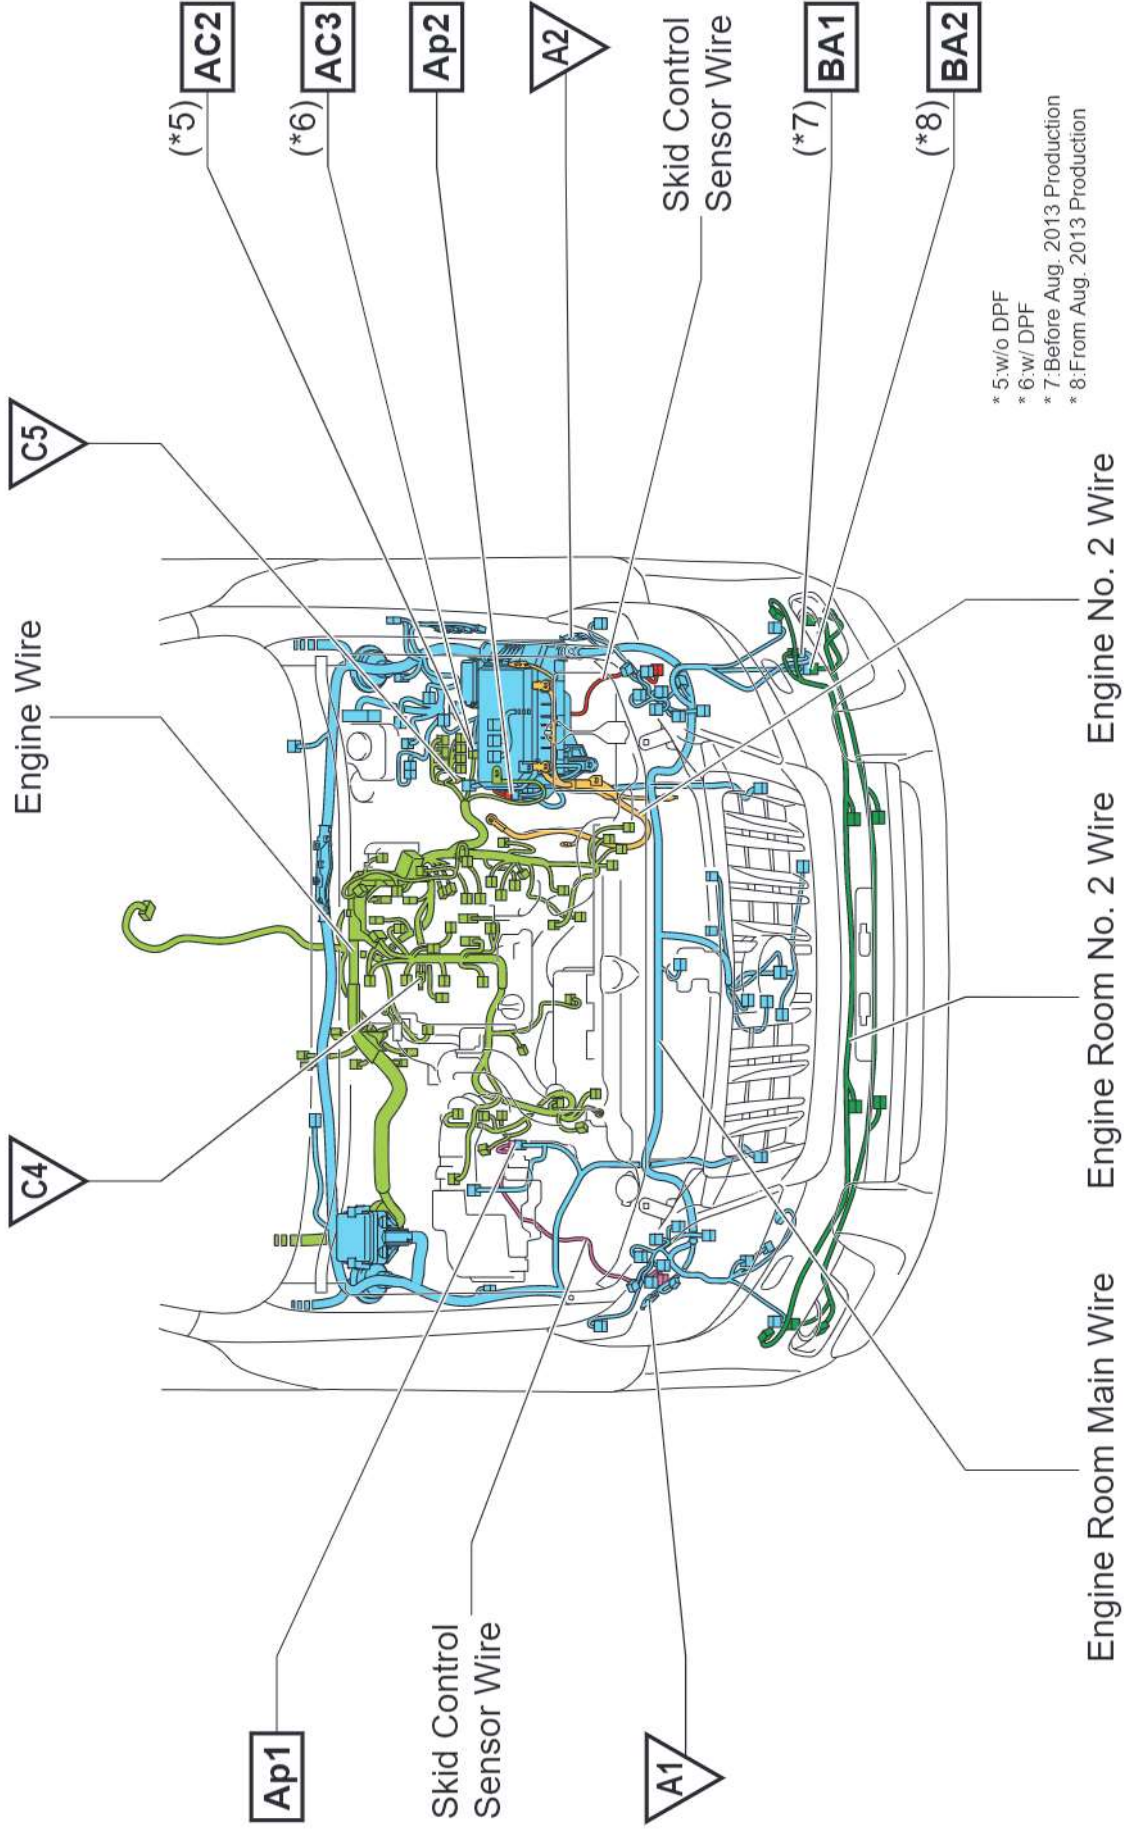 Engine Wire
C4
C5
(*5)
AC2
(*6)
AC3
Ap2
A2
Skid Control
Sensor Wire
(*7)
BA1
(*8)
BA2
Ap1
Skid Control
Sensor Wire
A1
* 5:w/o DPF
* 6:w/ DPF
* 7:Before Aug. 2013 Production
* 8:From Aug. 2013 Production
Engine Room Main Wire
Engine Room No. 2 Wire
Engine No. 2 Wire